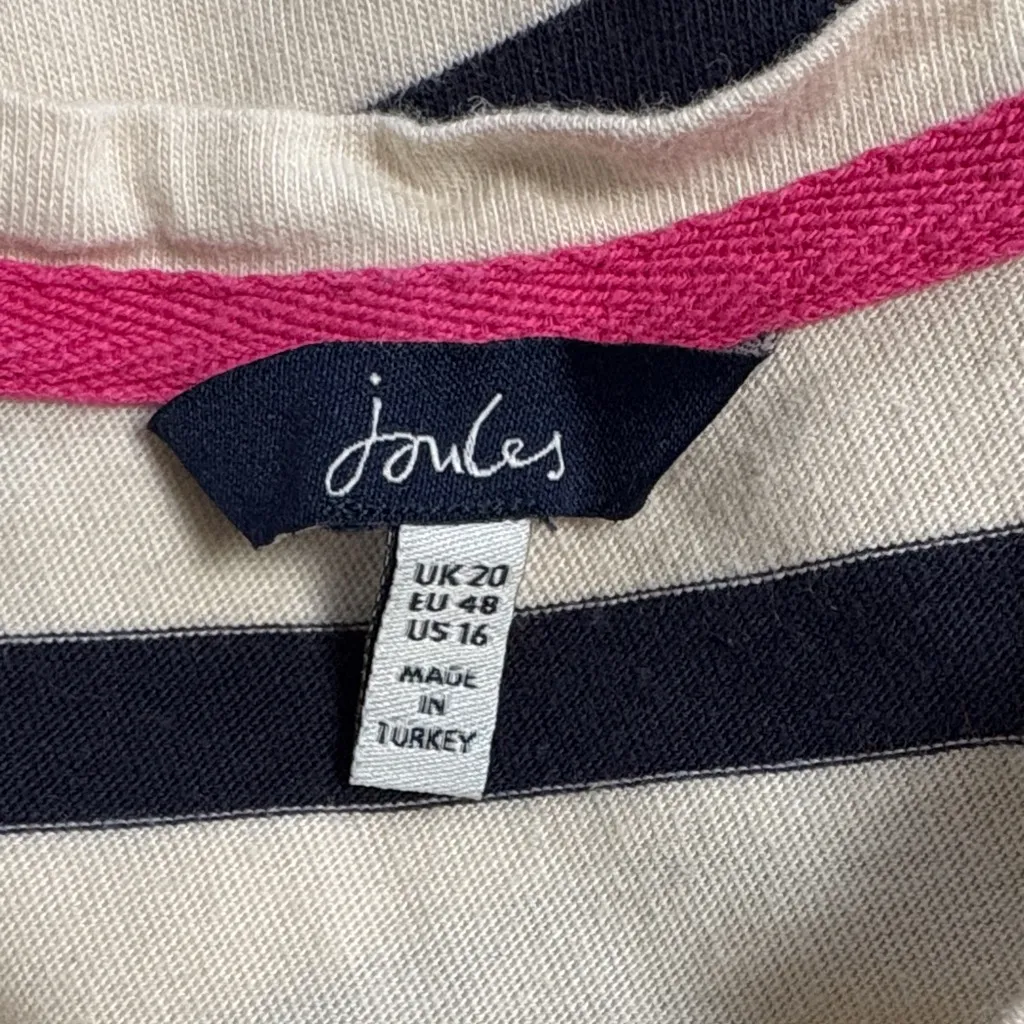 joules
UK 20
EU 48
US 16
MADE
IN
TURKEY